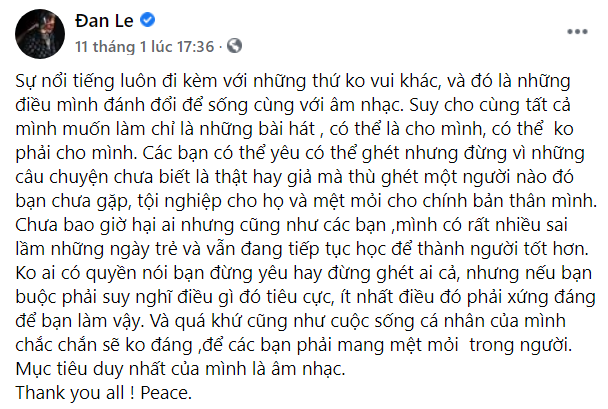 Đan Le
11 tháng 1 lúc 17:36 ·
Sự nổi tiếng luôn đi kèm với những thứ ko vui khác, và đó là những
điều mình đánh đổi để sống cùng với âm nhạc. Suy cho cùng tất cả
mình muốn làm chỉ là những bài hát , có thể là cho mình, có thể  ko
phải cho mình. Các bạn có thể yêu có thể ghét nhưng đừng vì những
câu chuyện chưa biết là thật hay giả mà thù ghét một người nào đó
bạn chưa gặp, tội nghiệp cho họ và mệt mỏi cho chính bản thân mình.
Chưa bao giờ hại ai nhưng cũng như các bạn ,mình có rất nhiều sai
lầm những ngày trẻ và vẫn đang tiếp tục học để thành người tốt hơn.
Ko ai có quyền nói bạn đừng yêu hay đừng ghét ai cả, nhưng nếu bạn
buộc phải suy nghĩ điều gì đó tiêu cực, ít nhất điều đó phải xứng đáng
để bạn làm vậy. Và quá khứ cũng như cuộc sống cá nhân của mình
chắc chắn sẽ ko đáng ,để các bạn phải mang mệt mỏi  trong người.
Mục tiêu duy nhất của mình là âm nhạc.
Thank you all ! Peace.